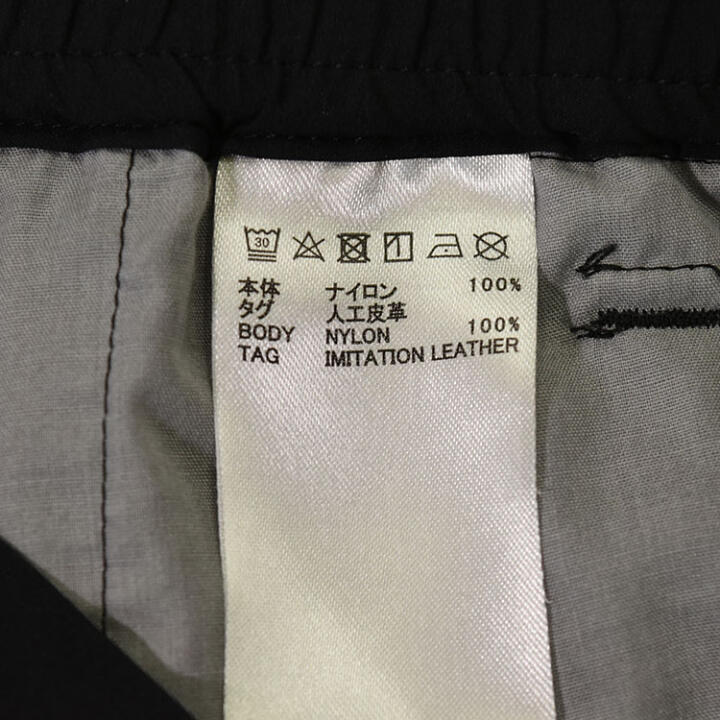 30
本体 ナイロン 100%
タグ 人工皮革
BODY NYLON 100%
TAG IMITATION LEATHER